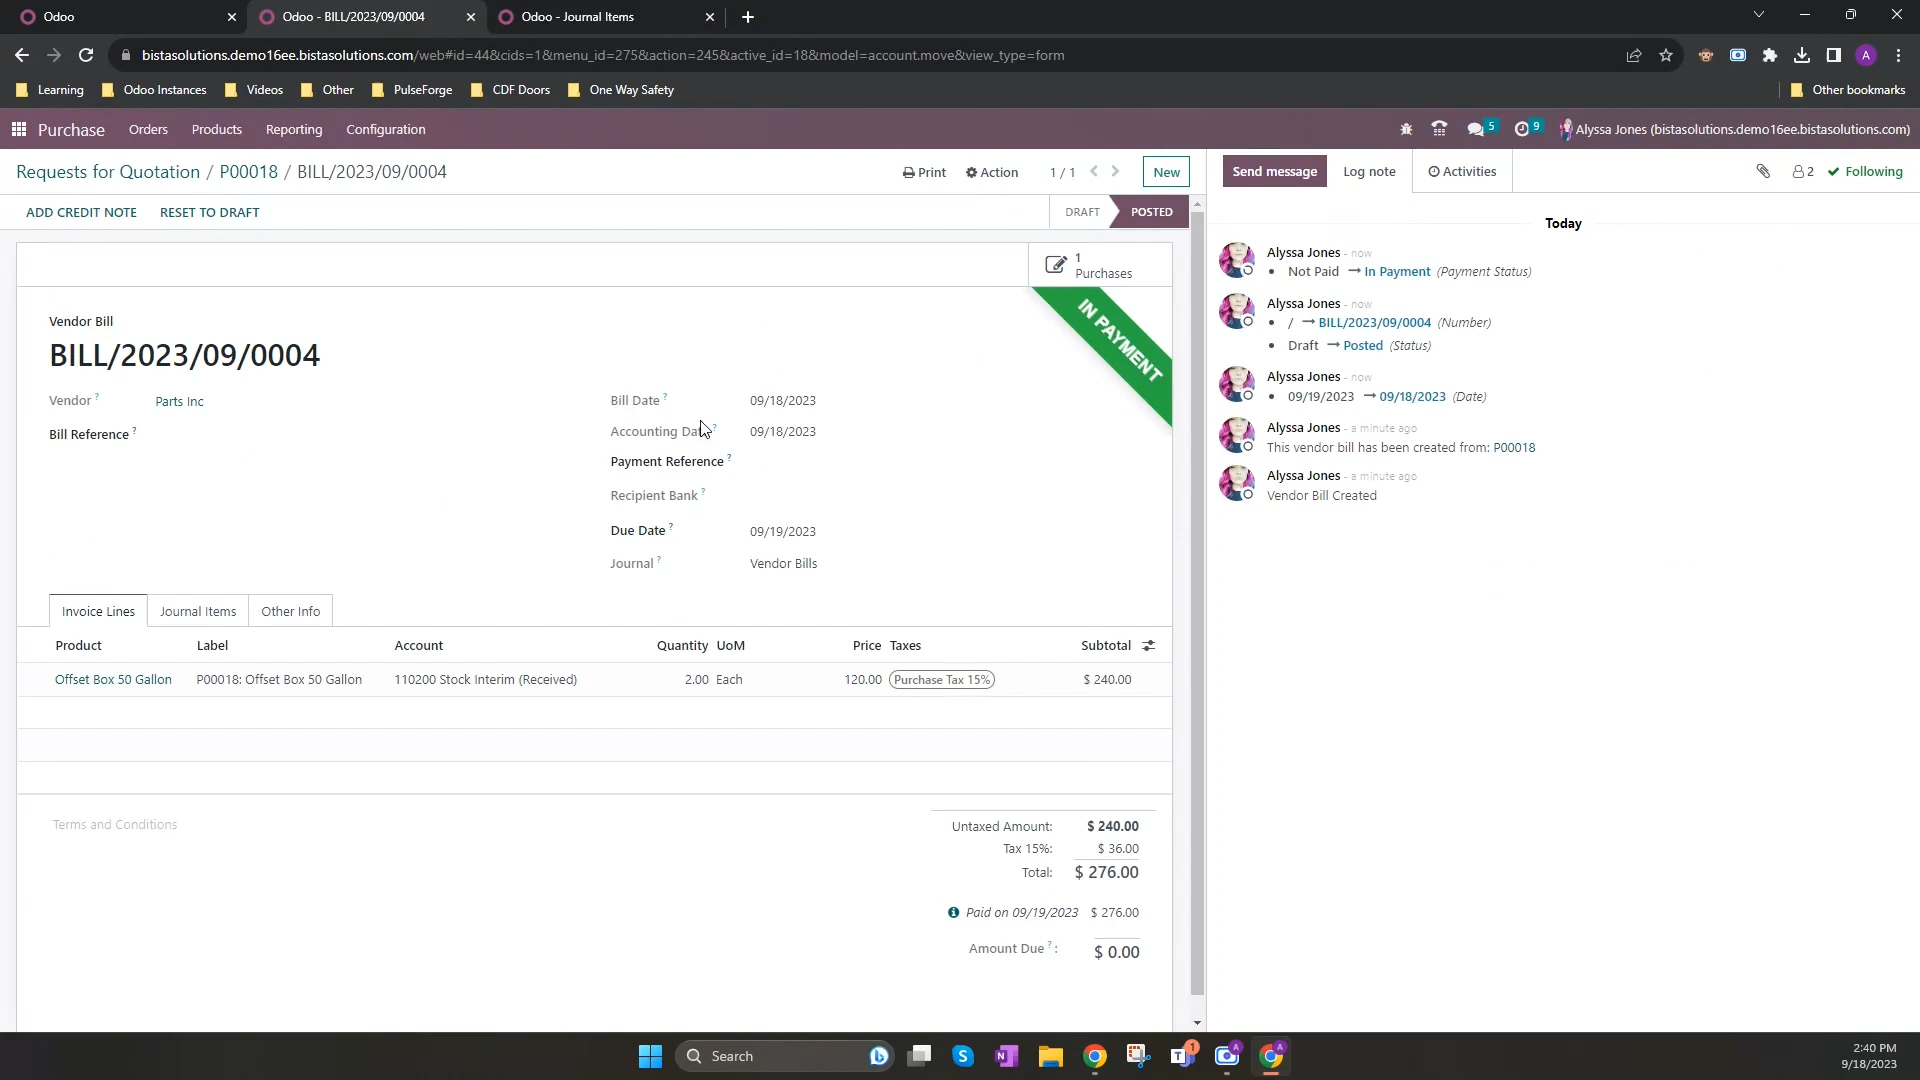 Odoo
Odoo - BILL/2023/09/0004
Odoo - Journal Items
bistasolutions.demo16ee.bistasolutions.com/web#id=44&cids=1&menu_id=275&action=245&active_id=18&model=account.move&view_type=form
A
Learning Odoo Instances Videos Other PulseForge CDF Doors One Way Safety Other bookmarks
Purchase Orders Products Reporting Configuration 5 9 Alyssa Jones (bistasolutions.demo16ee.bistasolutions.com)
Requests for Quotation / P00018 / BILL/2023/09/0004
Print Action 1 / 1 New
ADD CREDIT NOTE RESET TO DRAFT DRAFT POSTED
1
Purchases
IN PAYMENT
Vendor Bill
BILL/2023/09/0004
Vendor ? Parts Inc
Bill Reference ?
Bill Date ? 09/18/2023
Accounting Dat ? 09/18/2023
Payment Reference ?
Recipient Bank ?
Due Date ? 09/19/2023
Journal ? Vendor Bills
Invoice Lines Journal Items Other Info
Product Label Account Quantity UoM Price Taxes Subtotal
Offset Box 50 Gallon P00018: Offset Box 50 Gallon 110200 Stock Interim (Received) 2.00 Each 120.00 Purchase Tax 15% $ 240.00
Terms and Conditions
Untaxed Amount: $ 240.00
Tax 15%: $ 36.00
Total: $ 276.00
Paid on 09/19/2023 $ 276.00
Amount Due ? : $ 0.00
Send message Log note Activities 2 Following
Today
Alyssa Jones - now
Not Paid → In Payment (Payment Status)
Alyssa Jones - now
/ → BILL/2023/09/0004 (Number)
Draft → Posted (Status)
Alyssa Jones - now
09/19/2023 → 09/18/2023 (Date)
Alyssa Jones - a minute ago
This vendor bill has been created from: P00018
Alyssa Jones - a minute ago
Vendor Bill Created
Search
S N T 1 A A
2:40 PM
9/18/2023